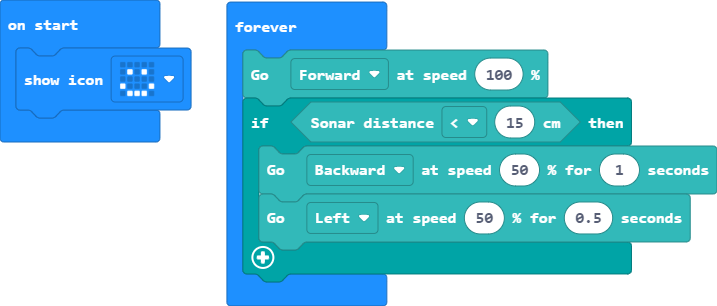 on start
show icon
forever
Go Forward at speed 100 %
if Sonar distance < 15 cm then
Go Backward at speed 50 % for 1 seconds
Go Left at speed 50 % for 0.5 seconds